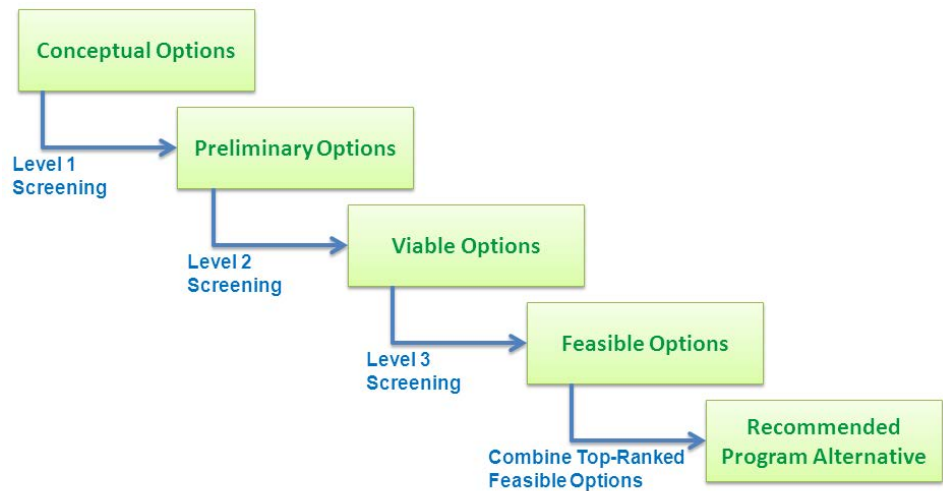 Conceptual Options
Level 1
Screening
Preliminary Options
Level 2
Screening
Viable Options
Level 3
Screening
Feasible Options
Combine Top-Ranked
Feasible Options
Recommended
Program Alternative